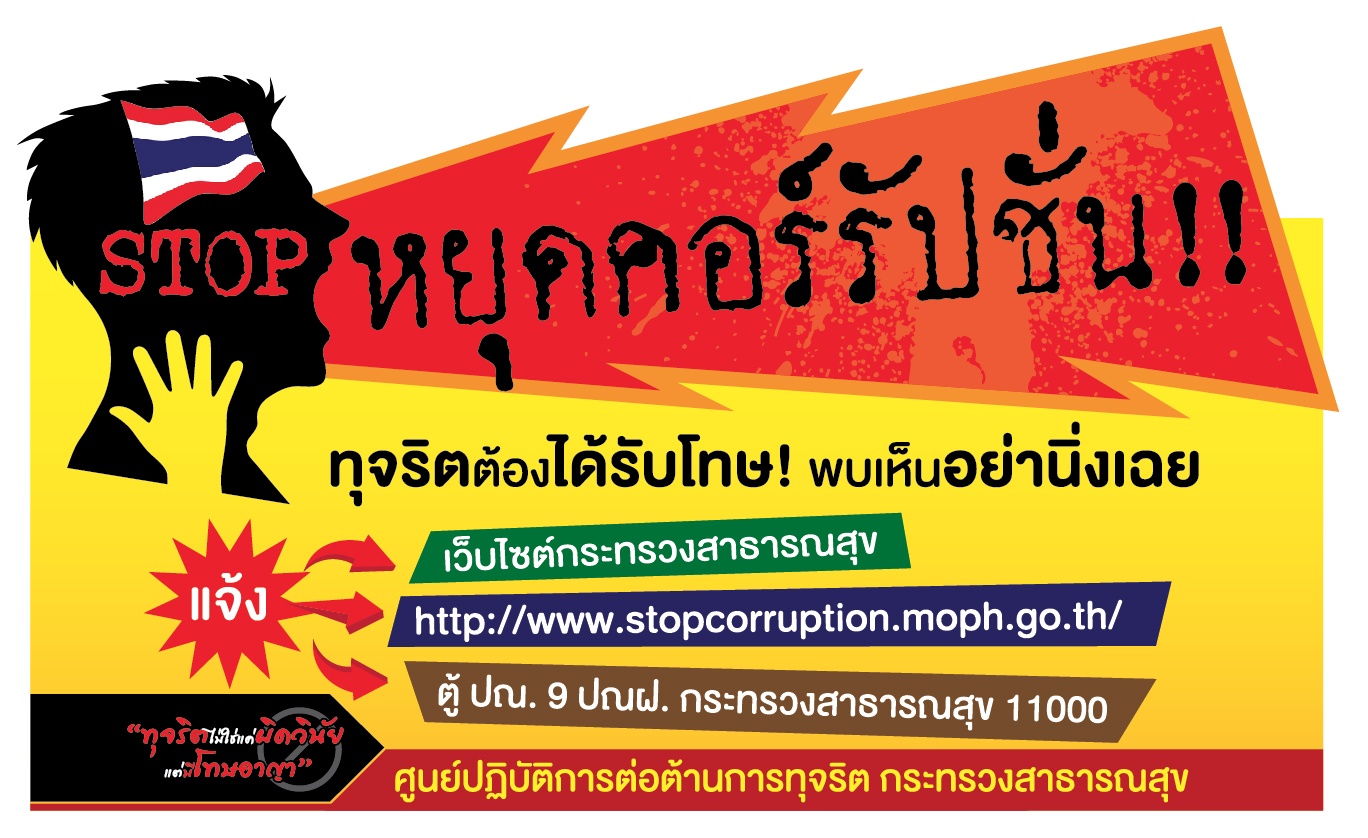 STOP
หยุดคอร์รัปชั่น!!
ทุจริตต้องได้รับโทษ! พบเห็นอย่านิ่งเฉย
แจ้ง
เว็บไซต์กระทรวงสาธารณสุข
http://www.stopcorruption.moph.go.th/
ตู้ ปณ. 9 ปณฝ. กระทรวงสาธารณสุข 11000
“ทุจริตไม่ใช่แค่ผิดวินัย
แต่มีโทษอาญา”
ศูนย์ปฏิบัติการต่อต้านการทุจริต กระทรวงสาธารณสุข